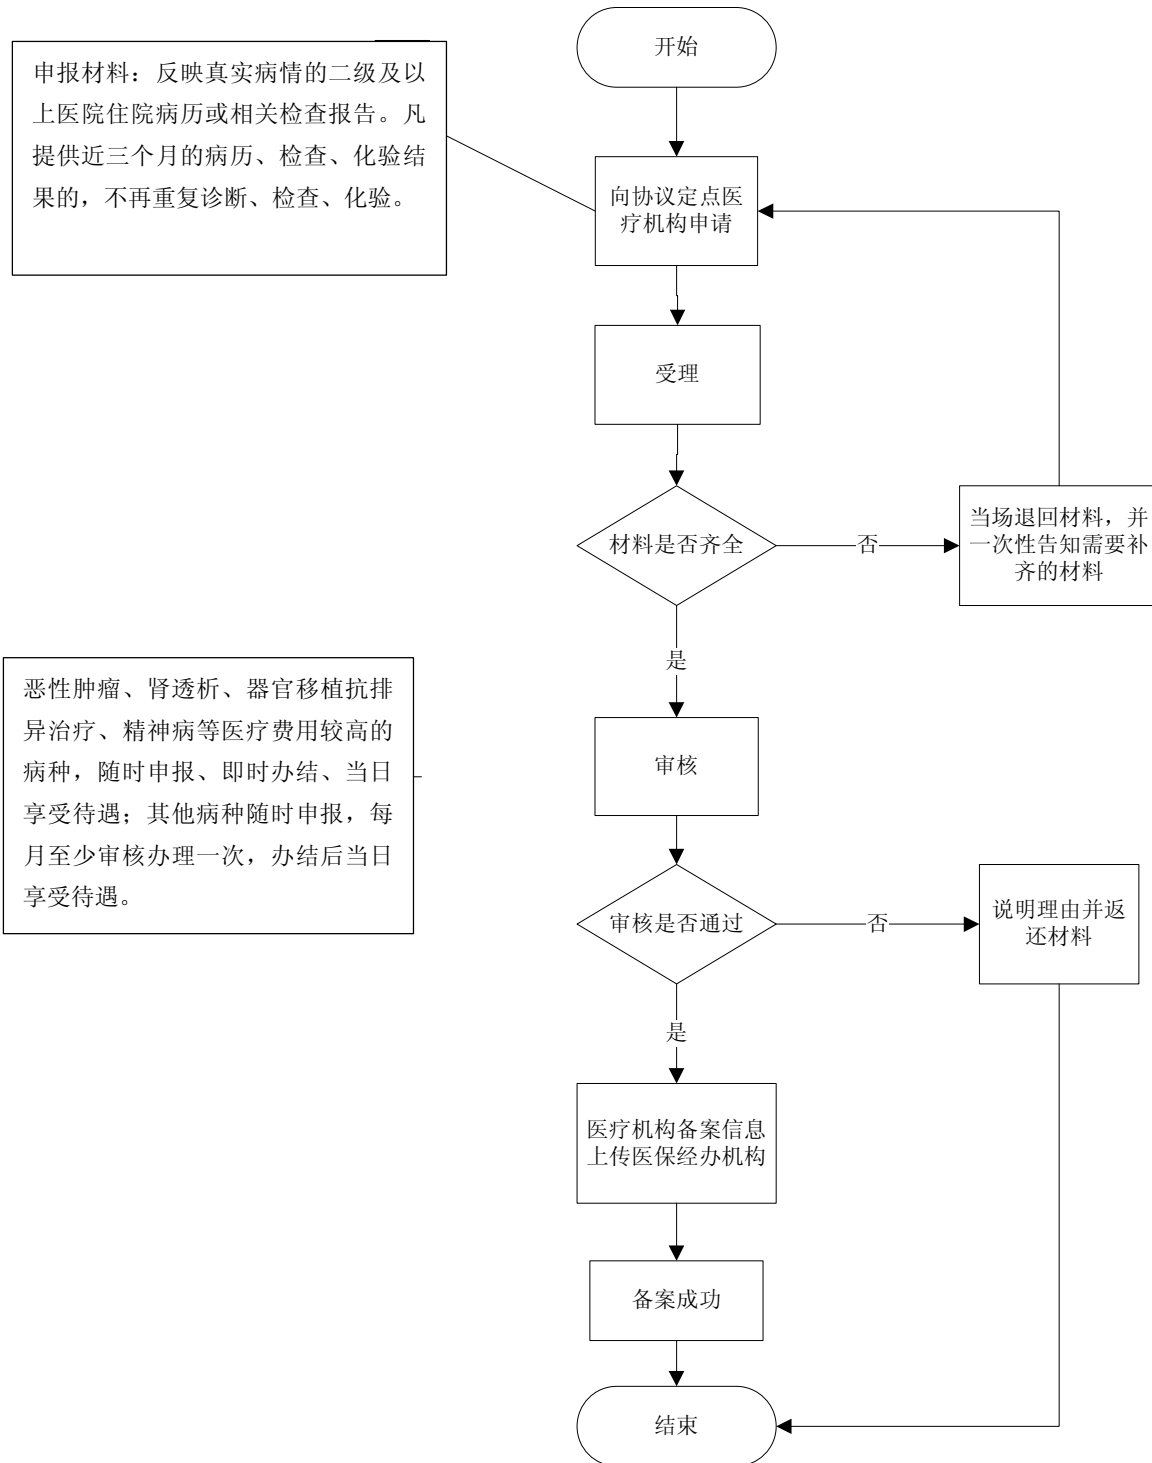 开始
申报材料：反映真实病情的二级及以
上医院住院病历或相关检查报告。凡
提供近三个月的病历、检查、化验结
果的，不再重复诊断、检查、化验。
向协议定点医
疗机构申请
受理
材料是否齐全
否
当场退回材料，并
一次性告知需要补
齐的材料
是
恶性肿瘤、肾透析、器官移植抗排
异治疗、精神病等医疗费用较高的
病种，随时申报、即时办结、当日
享受待遇；其他病种随时申报，每
月至少审核办理一次，办结后当日
享受待遇。
审核
审核是否通过
否
说明理由并返
还材料
是
医疗机构备案信息
上传医保经办机构
备案成功
结束